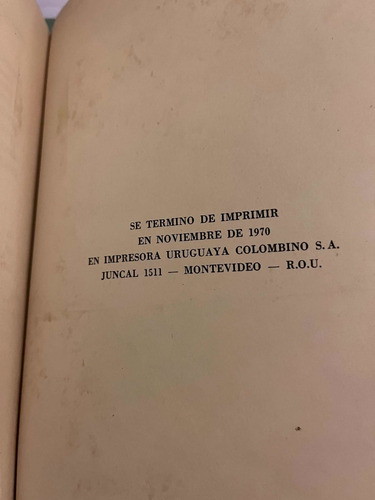 SE TERMINO DE IMPRIMIR
EN NOVIEMBRE DE 1970
EN IMPRESORA URUGUAYA COLOMBINO S. A.
JUNCAL 1511 — MONTEVIDEO — R.O.U.